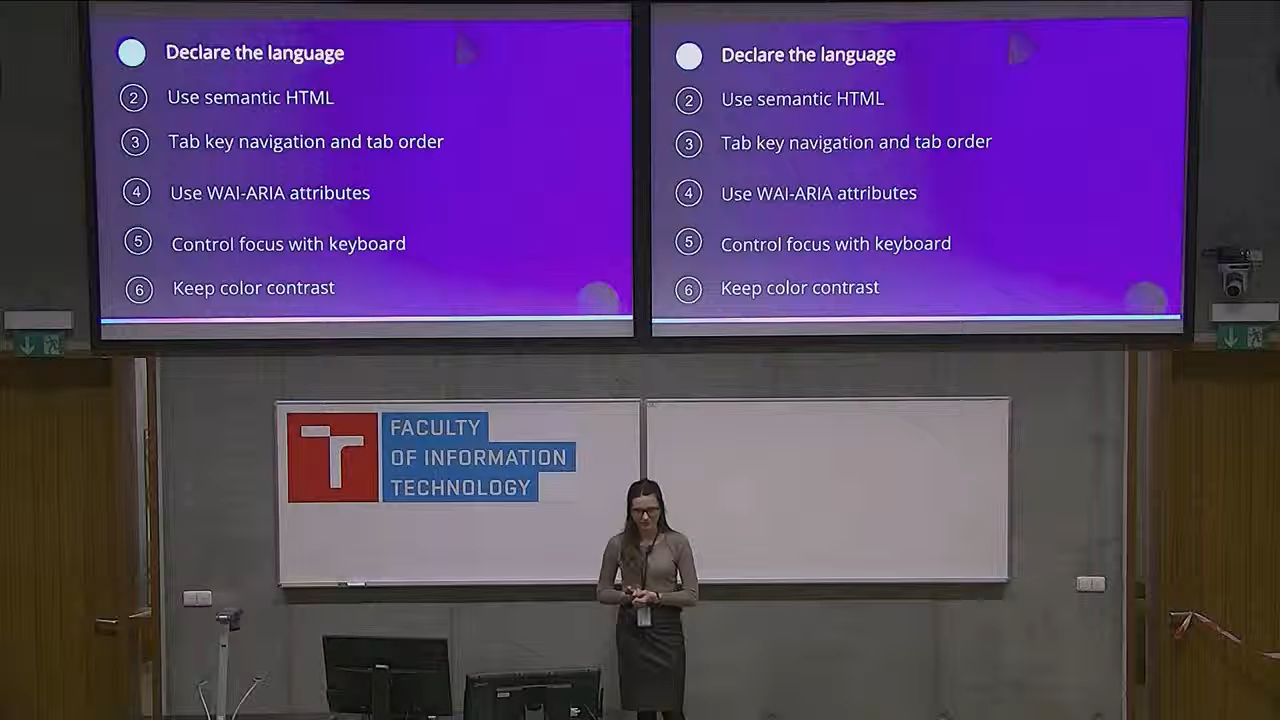 Declare the language
2 Use semantic HTML
3 Tab key navigation and tab order
4 Use WAI-ARIA attributes
5 Control focus with keyboard
6 Keep color contrast
Declare the language
2 Use semantic HTML
3 Tab key navigation and tab order
4 Use WAI-ARIA attributes
5 Control focus with keyboard
6 Keep color contrast
T FACULTY
OF INFORMATION
TECHNOLOGY